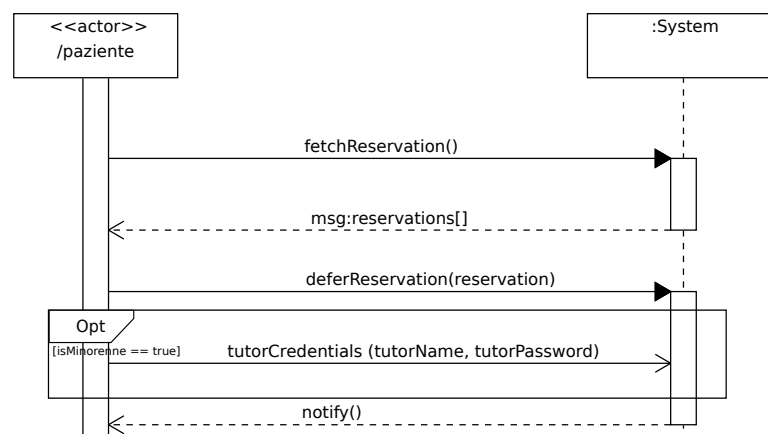 <<actor>>
/paziente
:System
fetchReservation()
msg:reservations[]
deferReservation(reservation)
Opt
[isMinorenne == true]
tutorCredentials (tutorName, tutorPassword)
notify()